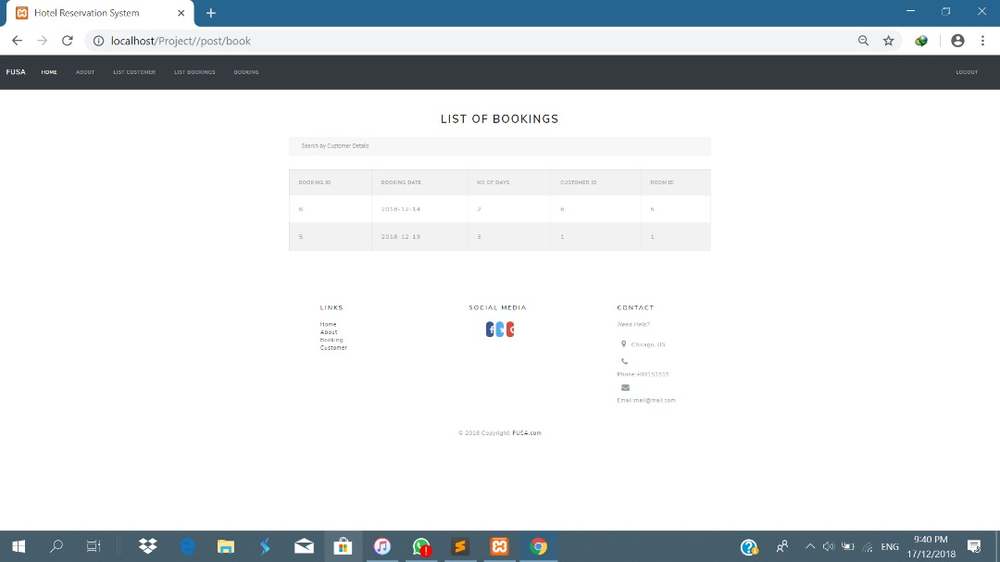 Hotel Reservation System
localhost/Project//post/book
FUSA HOME ABOUT LIST CUSTOMER LIST BOOKINGS BOOKING LOGOUT
LIST OF BOOKINGS
Search by Customer Details
BOOKING ID BOOKING DATE NO OF DAYS CUSTOMER ID ROOM ID
6 2018-12-14 2 6 5
5 2018-12-13 3 1 1
LINKS
Home
About
Booking
Customer
SOCIAL MEDIA
CONTACT
Need Help?
Chicago, US
Phone:+00151515
Email:mail@mail.com
© 2018 Copyright: FUSA.com
ENG
9:40 PM
17/12/2018